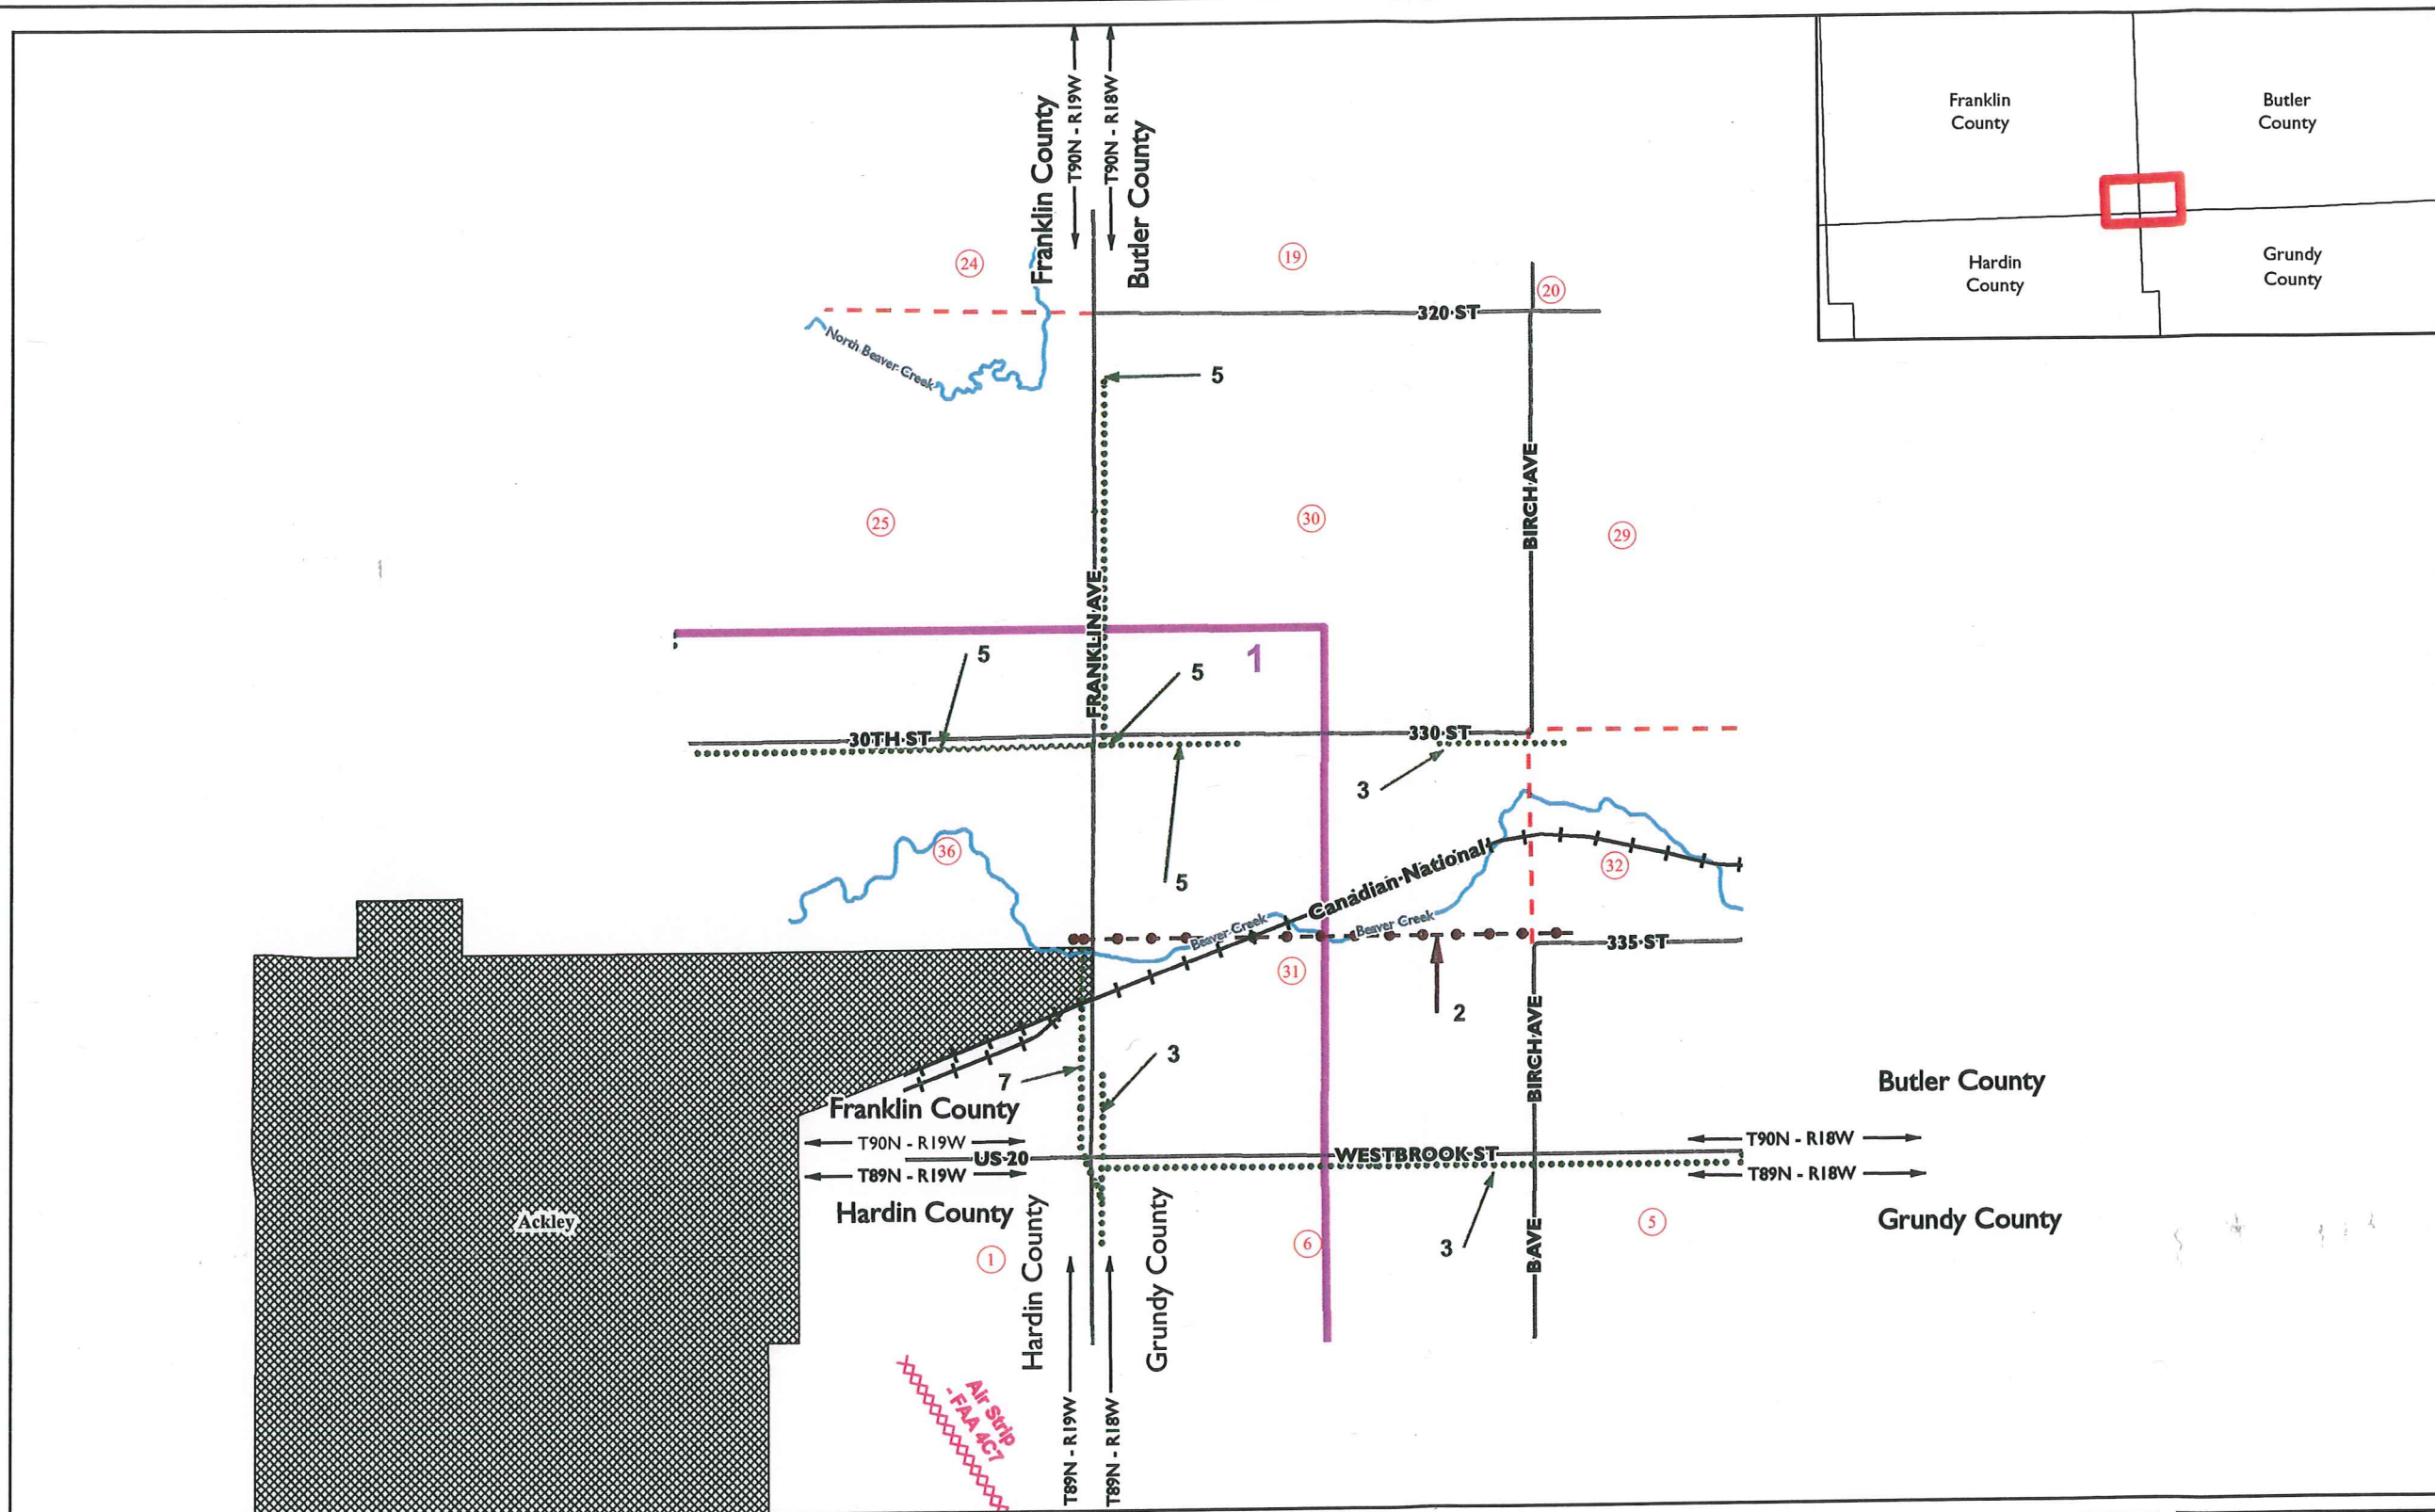 Franklin
County
Butler
County
Hardin
County
Grundy
County
Franklin County
T90N - R19W
T90N - R18W
Butler County
24
19
20
320 ST
North Beaver Creek
5
BIRCH AVE
25
30
29
FRANKLIN AVE
1
5
5
30TH ST
330 ST
3
36
5
Canadian National
32
Beaver Creek
Beaver Creek
335 ST
31
2
BIRCH AVE
3
7
Franklin County
Butler County
T90N - R19W
T90N - R18W
US 20
WESTBROOK ST
T89N - R19W
T89N - R18W
Hardin County
Grundy County
Ackley
Hardin County
Grundy County
1
6
3
5
B AVE
Air Strip
- FAA 4C7
T89N - R19W
T89N - R18W